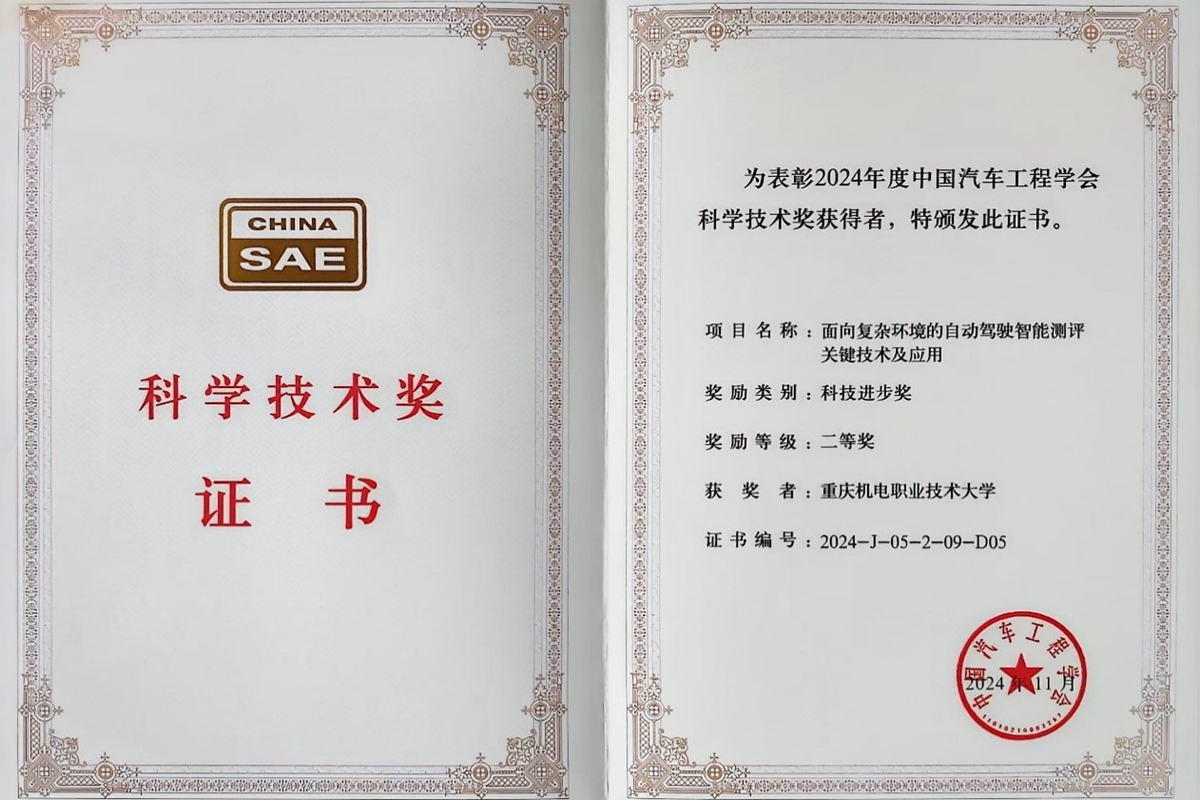 CHINA
SAE
科学技术奖
证书
为表彰2024年度中国汽车工程学会
科学技术奖获得者，特颁发此证书。
项目名称：面向复杂环境的自动驾驶智能测评
关键技术及应用
奖励类别：科技进步奖
奖励等级：二等奖
获奖者：重庆机电职业技术大学
证书编号：2024-J-05-2-09-D05
中国汽车工程学会
2024年11月